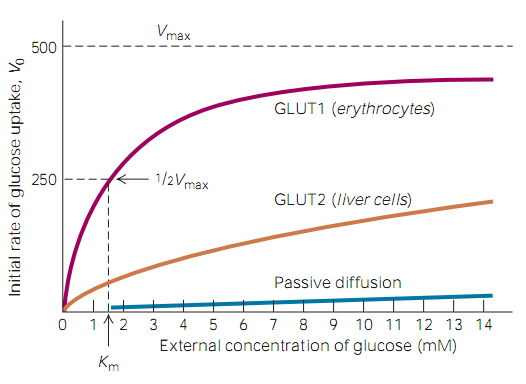 Vmax
500
GLUT1 (erythrocytes)
250
1/2Vmax
GLUT2 (liver cells)
Passive diffusion
Initial rate of glucose uptake, V0
0 1 2 3 4 5 6 7 8 9 10 11 12 13 14
External concentration of glucose (mM)
Km